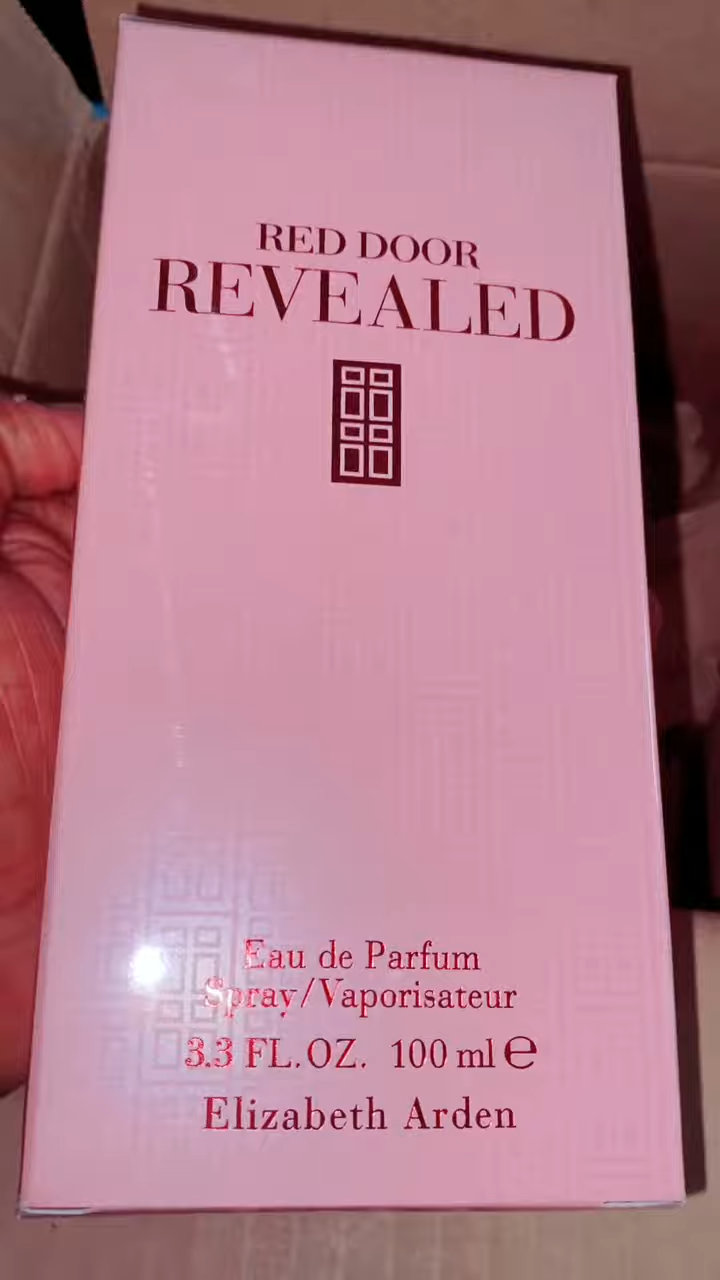 RED DOOR
REVEALED
Eau de Parfum
Spray/Vaporisateur
3.3 FL.OZ. 100 ml ℮
Elizabeth Arden